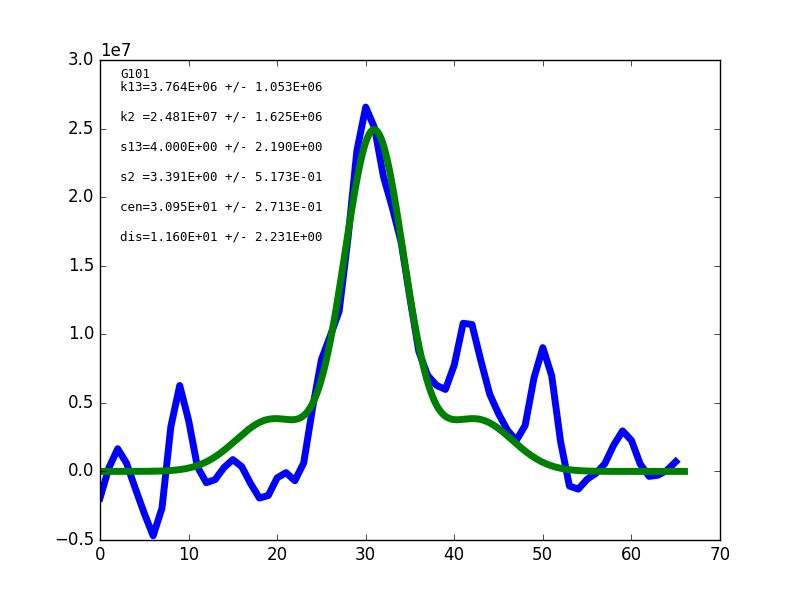 1e7
3.0
2.5
2.0
1.5
1.0
0.5
0.0
−0.5
G101
k13=3.764E+06 +/- 1.053E+06
k2 =2.481E+07 +/- 1.625E+06
s13=4.000E+00 +/- 2.190E+00
s2 =3.391E+00 +/- 5.173E-01
cen=3.095E+01 +/- 2.713E-01
dis=1.160E+01 +/- 2.231E+00
0 10 20 30 40 50 60 70